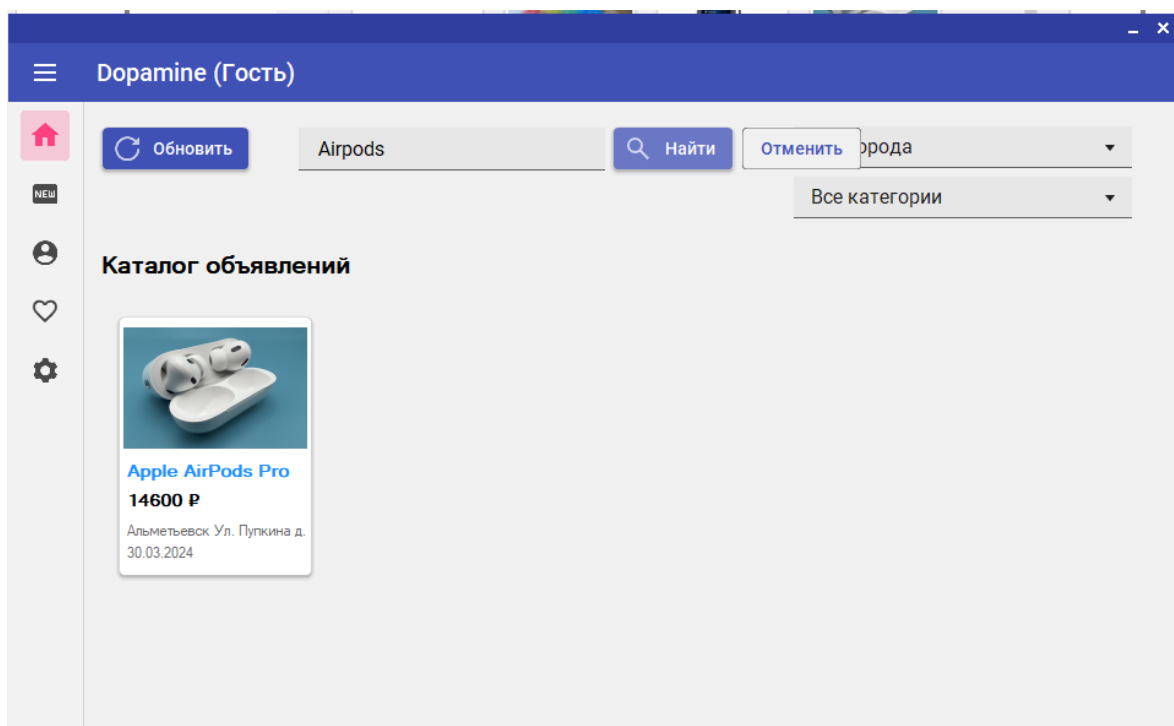 Dopamine (Гость)
Обновить
Airpods
Найти
Отменить
орода
NEW
Все категории
Каталог объявлений
Apple AirPods Pro
14600 ₽
Альметьевск Ул. Пупкина д.
30.03.2024